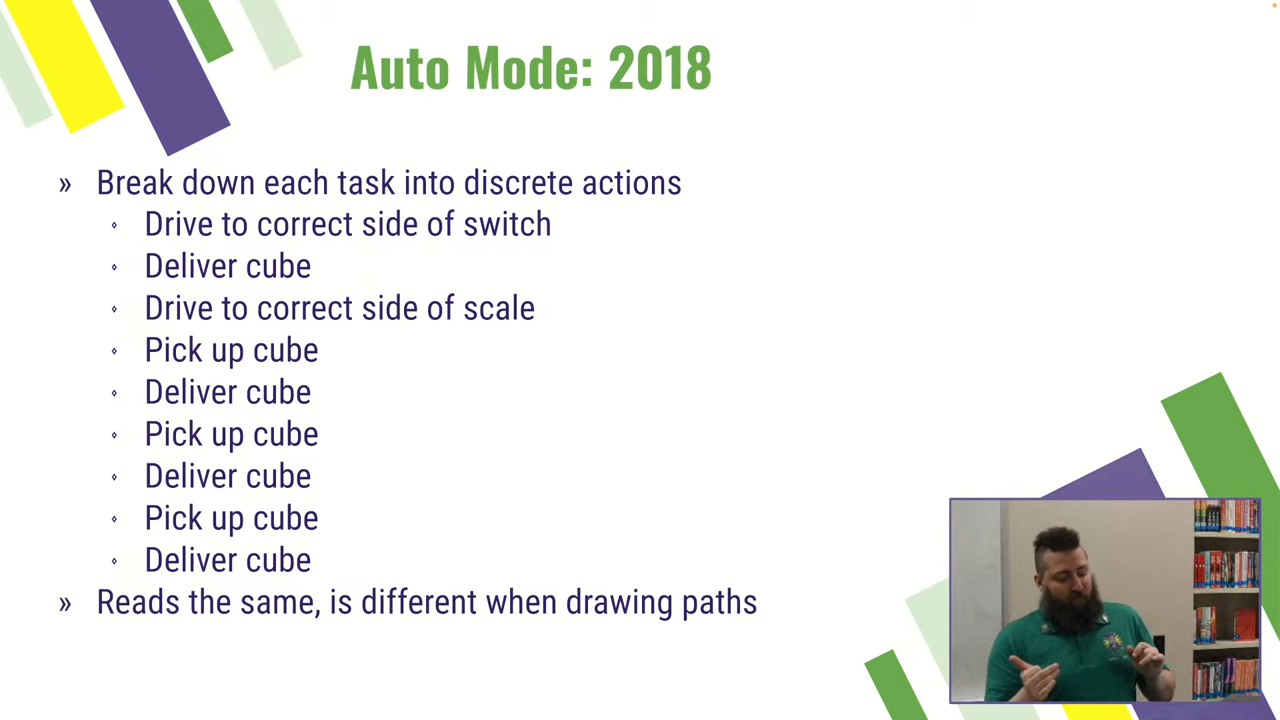 Auto Mode: 2018
» Break down each task into discrete actions
◊ Drive to correct side of switch
◊ Deliver cube
◊ Drive to correct side of scale
◊ Pick up cube
◊ Deliver cube
◊ Pick up cube
◊ Deliver cube
◊ Pick up cube
◊ Deliver cube
» Reads the same, is different when drawing paths